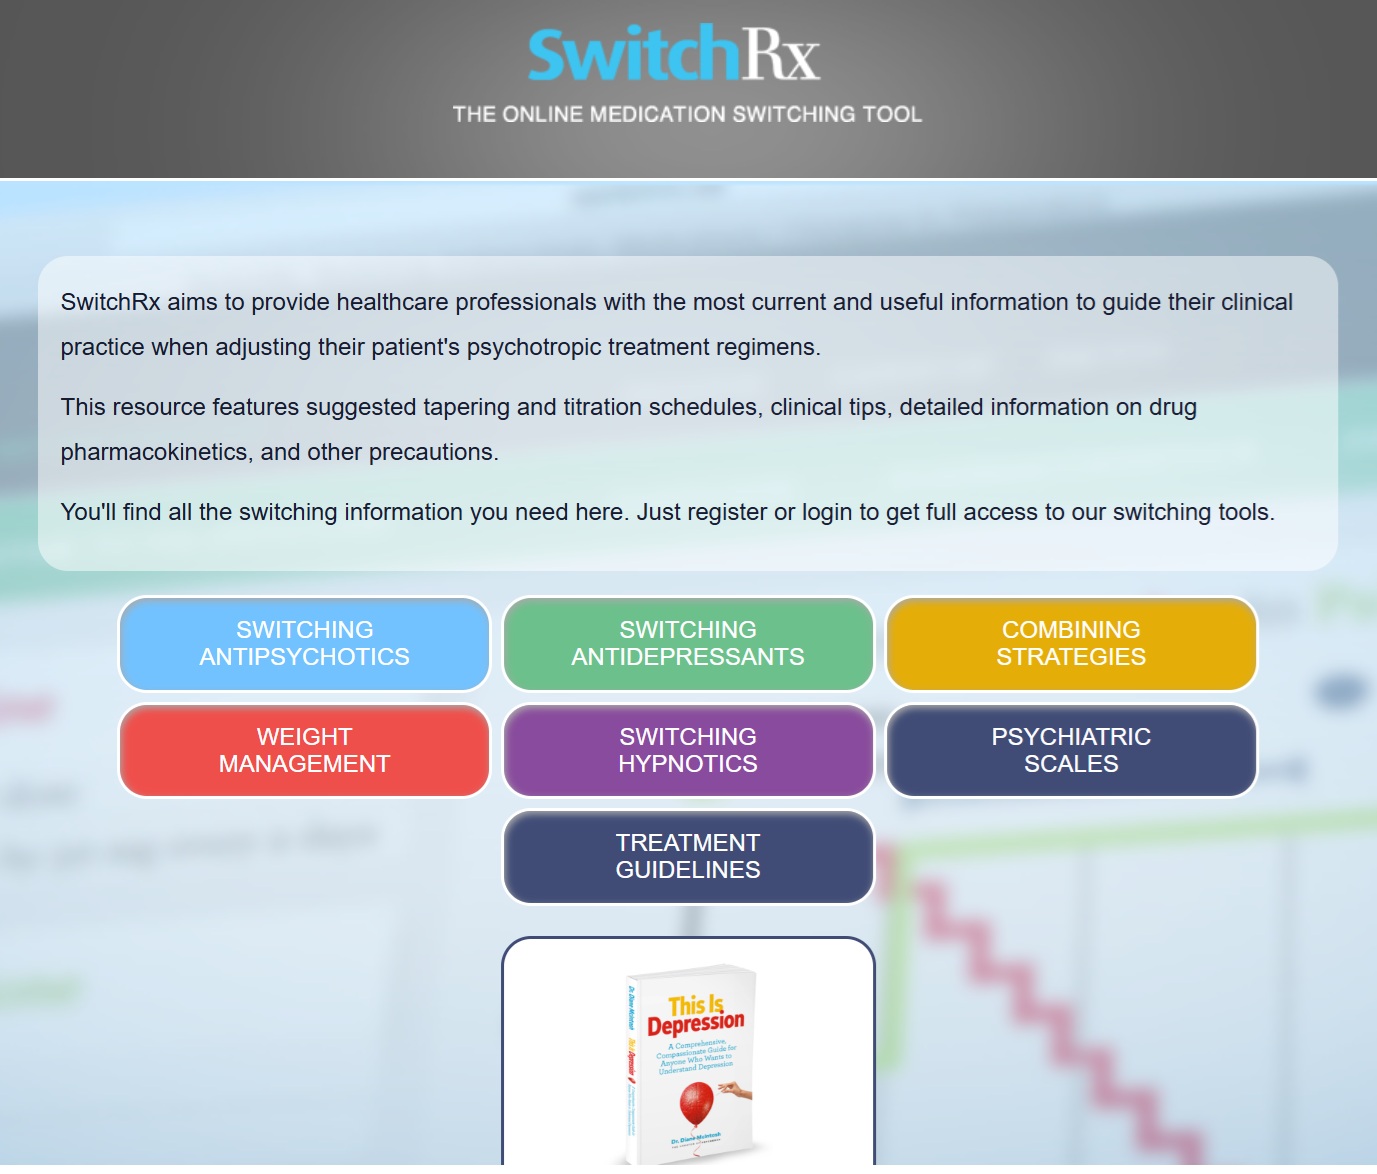 SwitchRx
THE ONLINE MEDICATION SWITCHING TOOL
SwitchRx aims to provide healthcare professionals with the most current and useful information to guide their clinical
practice when adjusting their patient's psychotropic treatment regimens.
This resource features suggested tapering and titration schedules, clinical tips, detailed information on drug
pharmacokinetics, and other precautions.
You'll find all the switching information you need here. Just register or login to get full access to our switching tools.
SWITCHING
ANTIPSYCHOTICS
SWITCHING
ANTIDEPRESSANTS
COMBINING
STRATEGIES
WEIGHT
MANAGEMENT
SWITCHING
HYPNOTICS
PSYCHIATRIC
SCALES
TREATMENT
GUIDELINES
This Is
Depression
A Comprehensive,
Compassionate Guide for
Anyone Who Wants to
Understand Depression
Dr. Diane McIntosh